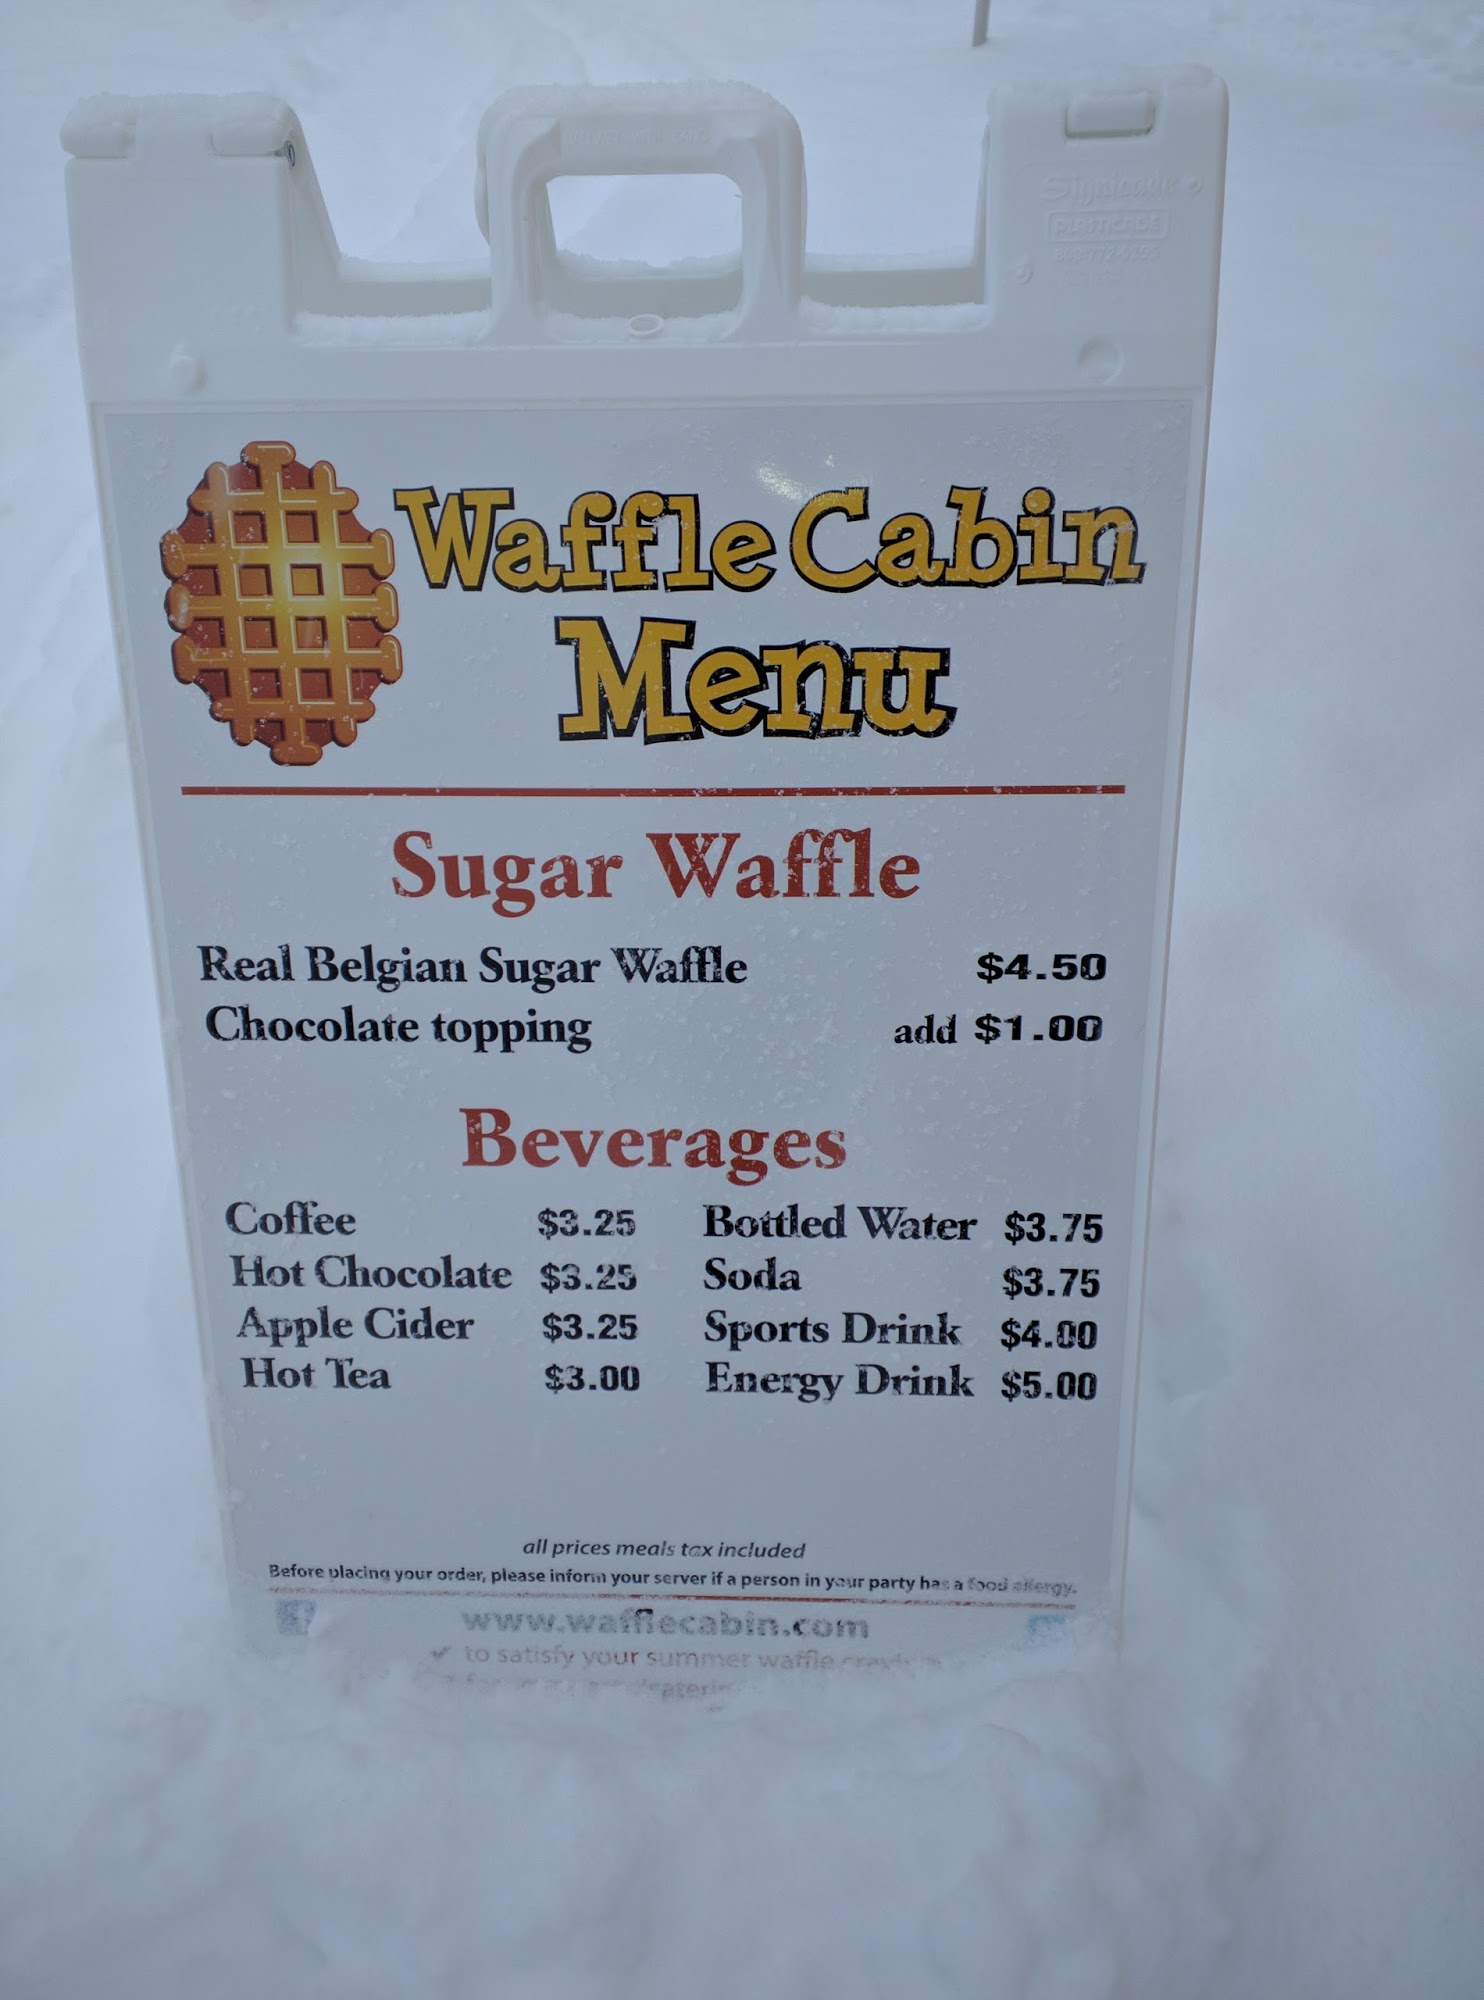 Signicade
PLASTICADE
Waffle Cabin
Menu
Sugar Waffle
Real Belgian Sugar Waffle $4.50
Chocolate topping add $1.00
Beverages
Coffee $3.25 Bottled Water $3.75
Hot Chocolate $3.25 Soda $3.75
Apple Cider $3.25 Sports Drink $4.00
Hot Tea $3.00 Energy Drink $5.00
all prices meals tax included
Before placing your order, please inform your server if a person in your party has a food allergy.
www.wafflecabin.com
to satisfy your summer waffle